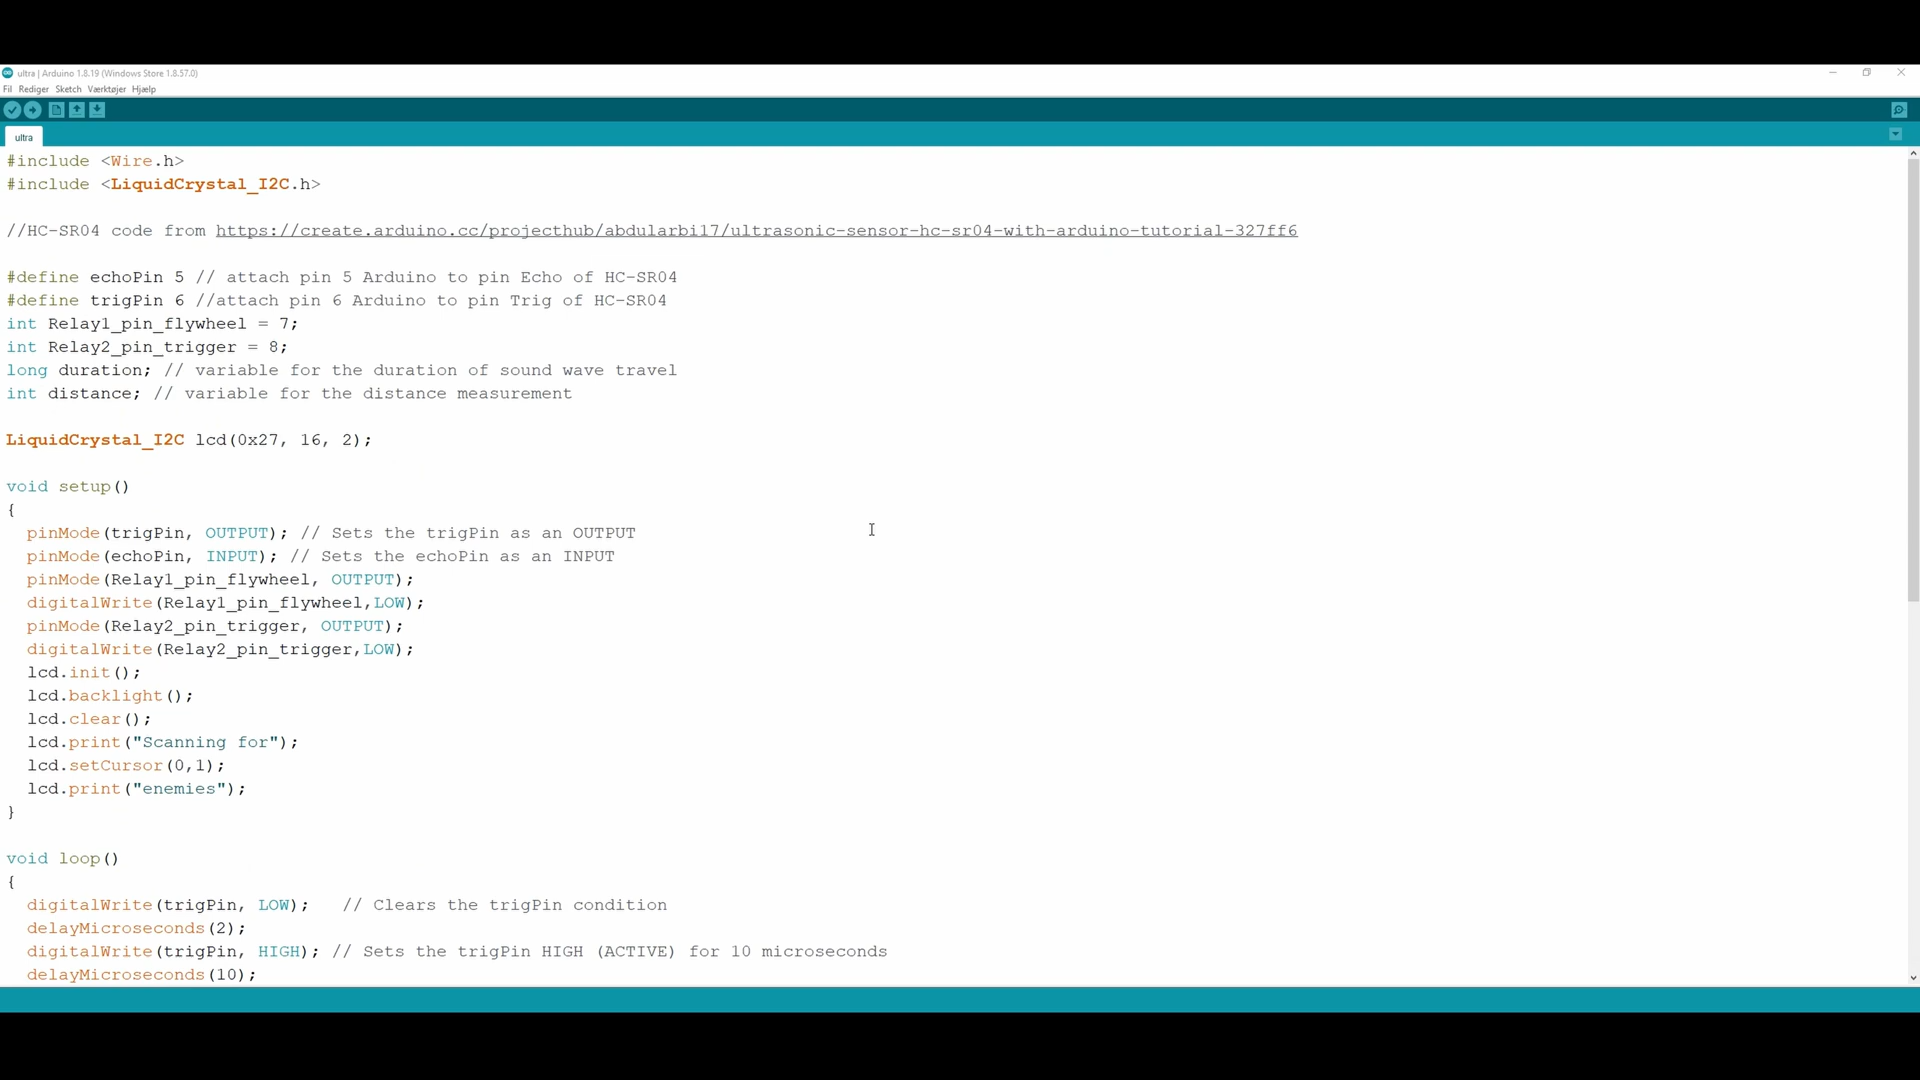 ultra | Arduino 1.8.19 (Windows Store 1.8.57.0)
Fil Rediger Sketch Værktøjer Hjælp
ultra
#include <Wire.h>
#include <LiquidCrystal_I2C.h>
//HC-SR04 code from https://create.arduino.cc/projecthub/abdularbi17/ultrasonic-sensor-hc-sr04-with-arduino-tutorial-327ff6
#define echoPin 5 // attach pin 5 Arduino to pin Echo of HC-SR04
#define trigPin 6 //attach pin 6 Arduino to pin Trig of HC-SR04
int Relay1_pin_flywheel = 7;
int Relay2_pin_trigger = 8;
long duration; // variable for the duration of sound wave travel
int distance; // variable for the distance measurement
LiquidCrystal_I2C lcd(0x27, 16, 2);
void setup()
{
  pinMode(trigPin, OUTPUT); // Sets the trigPin as an OUTPUT
  pinMode(echoPin, INPUT); // Sets the echoPin as an INPUT
  pinMode(Relay1_pin_flywheel, OUTPUT);
  digitalWrite(Relay1_pin_flywheel,LOW);
  pinMode(Relay2_pin_trigger, OUTPUT);
  digitalWrite(Relay2_pin_trigger,LOW);
  lcd.init();
  lcd.backlight();
  lcd.clear();
  lcd.print("Scanning for");
  lcd.setCursor(0,1);
  lcd.print("enemies");
}
void loop()
{
  digitalWrite(trigPin, LOW);   // Clears the trigPin condition
  delayMicroseconds(2);
  digitalWrite(trigPin, HIGH); // Sets the trigPin HIGH (ACTIVE) for 10 microseconds
  delayMicroseconds(10);